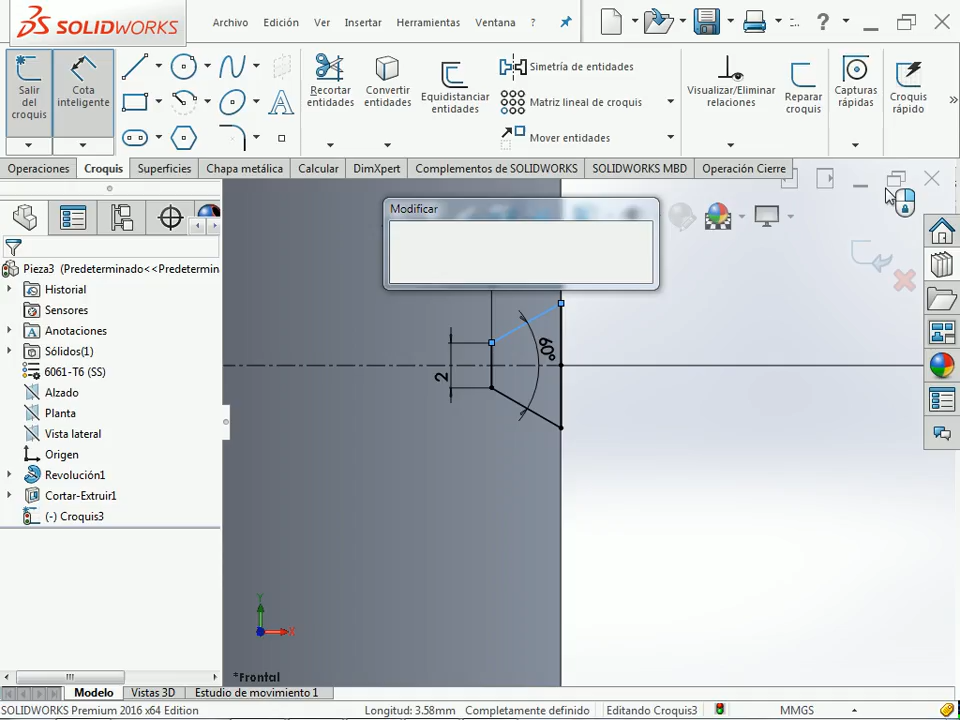 SOLIDWORKS
Archivo Edición Ver Insertar Herramientas Ventana ?
...
?
Salir del croquis
Cota inteligente
Recortar entidades
Convertir entidades
Equidistanciar entidades
Simetría de entidades
Matriz lineal de croquis
Mover entidades
Visualizar/Eliminar relaciones
Reparar croquis
Capturas rápidas
Croquis rápido
»
Operaciones Croquis Superficies Chapa metálica Calcular DimXpert Complementos de SOLIDWORKS SOLIDWORKS MBD Operación Cierre
Modificar
Pieza3 (Predeterminado<<Predetermin
Historial
Sensores
Anotaciones
Sólidos(1)
6061-T6 (SS)
Alzado
Planta
Vista lateral
Origen
Revolución1
Cortar-Extruir1
(-) Croquis3
2
60°
Y
X
*Frontal
Modelo Vistas 3D Estudio de movimiento 1
SOLIDWORKS Premium 2016 x64 Edition Longitud: 3.58mm Completamente definido Editando Croquis3 MMGS